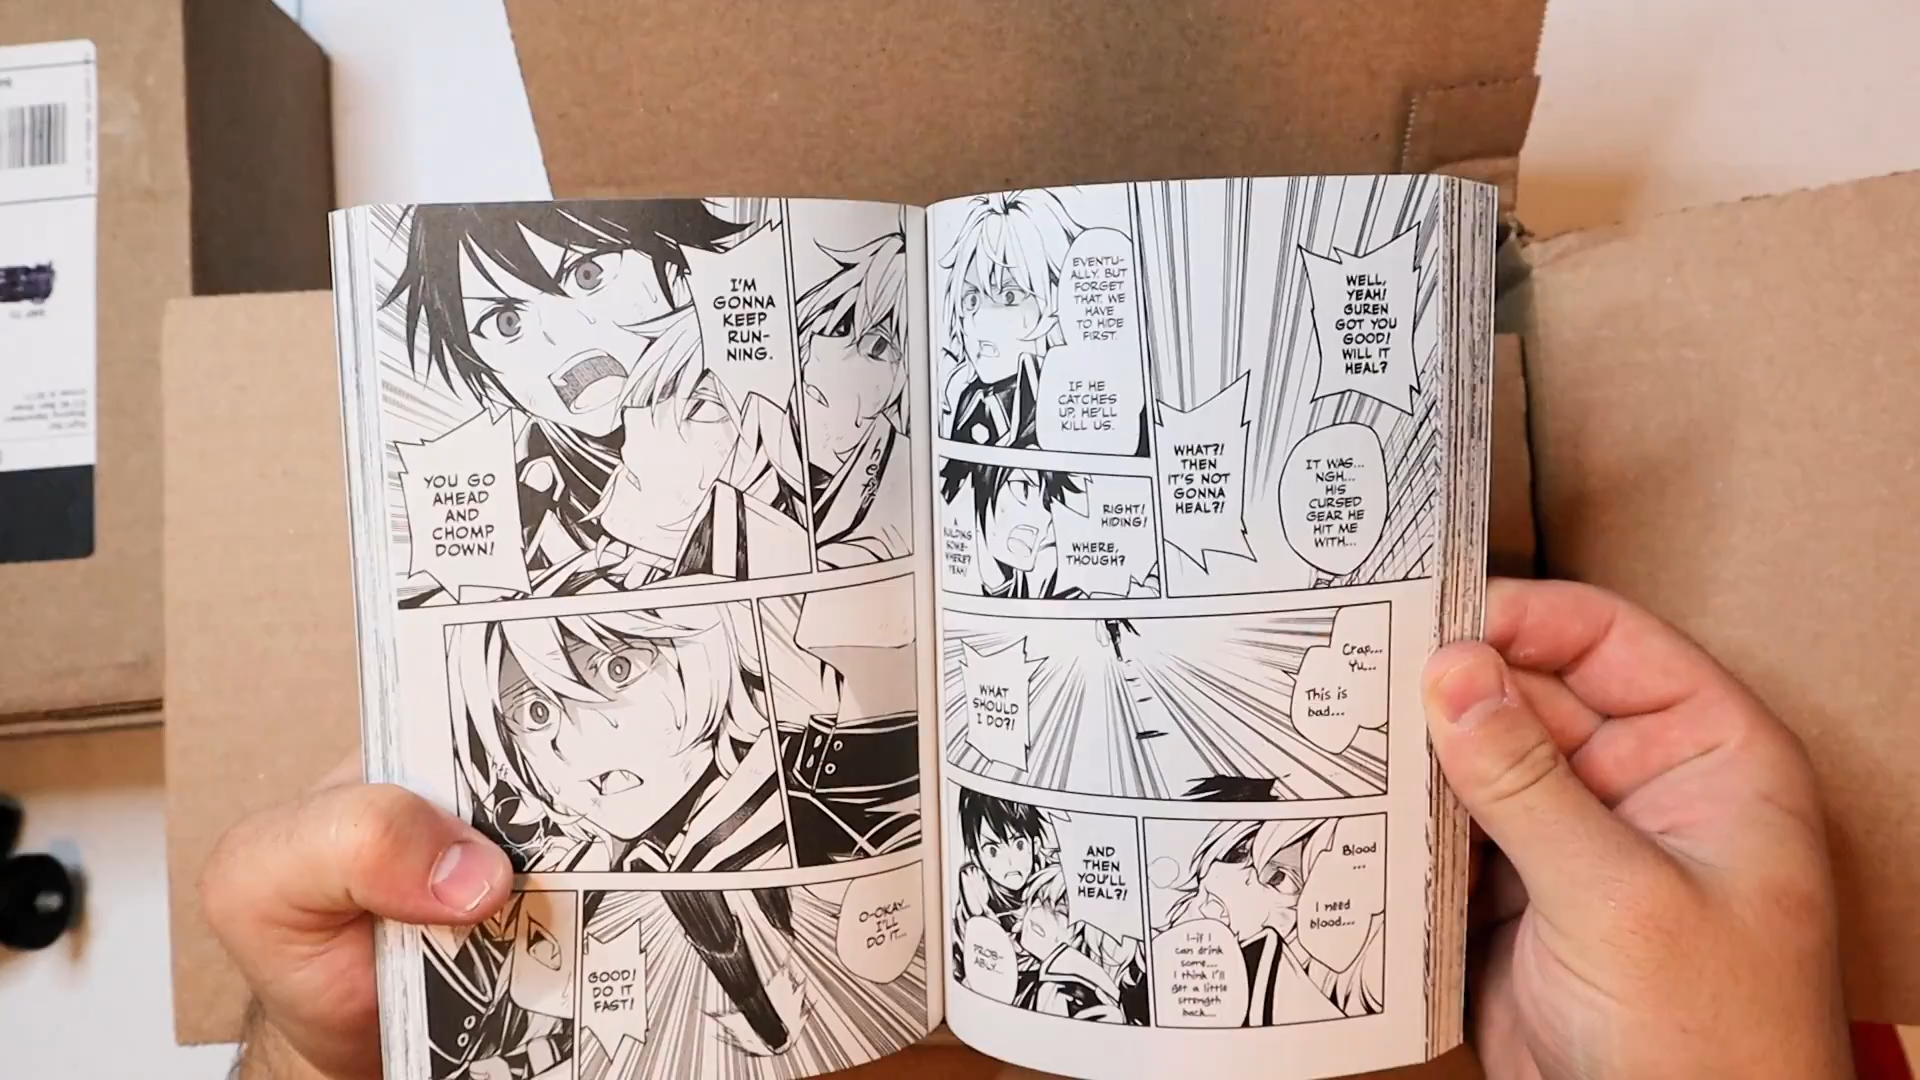 WELL,
YEAH!
GUREN
GOT YOU
GOOD!
WILL IT
HEAL?
IT WAS...
NGH...
HIS
CURSED
GEAR HE
HIT ME
WITH...
WHAT?!
THEN
IT'S NOT
GONNA
HEAL?!
EVENTU-
ALLY. BUT
FORGET
THAT. WE
HAVE
TO HIDE
FIRST.
IF HE
CATCHES
UP, HE'LL
KILL US.
RIGHT!
HIDING!
WHERE,
THOUGH?
A
BUILDING
SOME-
WHERE?
YEAH!
Crap...
Yu...
This is
bad...
WHAT
SHOULD
I DO?!
Blood
...
I need
blood...
I-if I
can drink
some...
I think I'll
get a little
strength
back...
AND
THEN
YOU'LL
HEAL?!
PROB-
ABLY...
I'M
GONNA
KEEP
RUN-
NING.
YOU GO
AHEAD
AND
CHOMP
DOWN!
O-OKAY...
I'LL
DO IT...
GOOD!
DO IT
FAST!